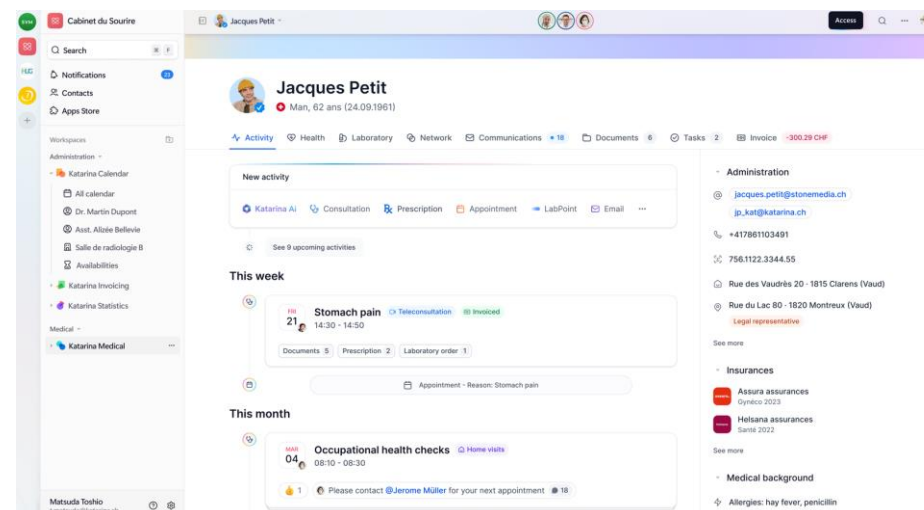 Cabinet du Sourire
Search
⌘ F
Notifications
23
Contacts
Apps Store
Workspaces
Administration
Katarina Calendar
All calendar
Dr. Martin Dupont
Asst. Alizée Bellevie
Salle de radiologie B
Availabilities
Katarina Invoicing
Katarina Statistics
Medical
Katarina Medical
Matsuda Toshio
Jacques Petit
Access
Jacques Petit
Man, 62 ans (24.09.1961)
Activity
Health
Laboratory
Network
Communications
18
Documents 6
Tasks 2
Invoice -300.29 CHF
New activity
Katarina Ai
Consultation
Prescription
Appointment
LabPoint
Email
See 9 upcoming activities
This week
FRI
21
Stomach pain
Teleconsultation
Invoiced
14:30 - 14:50
Documents 5
Prescription 2
Laboratory order 1
Appointment - Reason: Stomach pain
This month
MAR
04
Occupational health checks
Home visits
08:10 - 08:30
1
Please contact @Jerome Müller for your next appointment
18
Administration
jacques.petit@stonemedia.ch
jp_kat@katarina.ch
+417861103491
756.1122.3344.55
Rue des Vaudrès 20 · 1815 Clarens (Vaud)
Rue du Lac 80 · 1820 Montreux (Vaud)
Legal representative
See more
Insurances
Assura assurances
Gynéco 2023
Helsana assurances
Santé 2022
See more
Medical background
Allergies: hay fever, penicillin